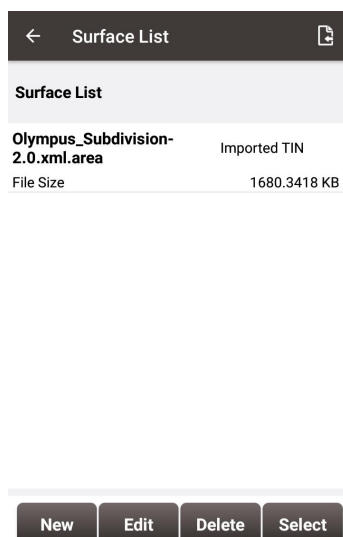 Surface List
Surface List
Olympus_Subdivision-
2.0.xml.area
Imported TIN
File Size 1680.3418 KB
New Edit Delete Select